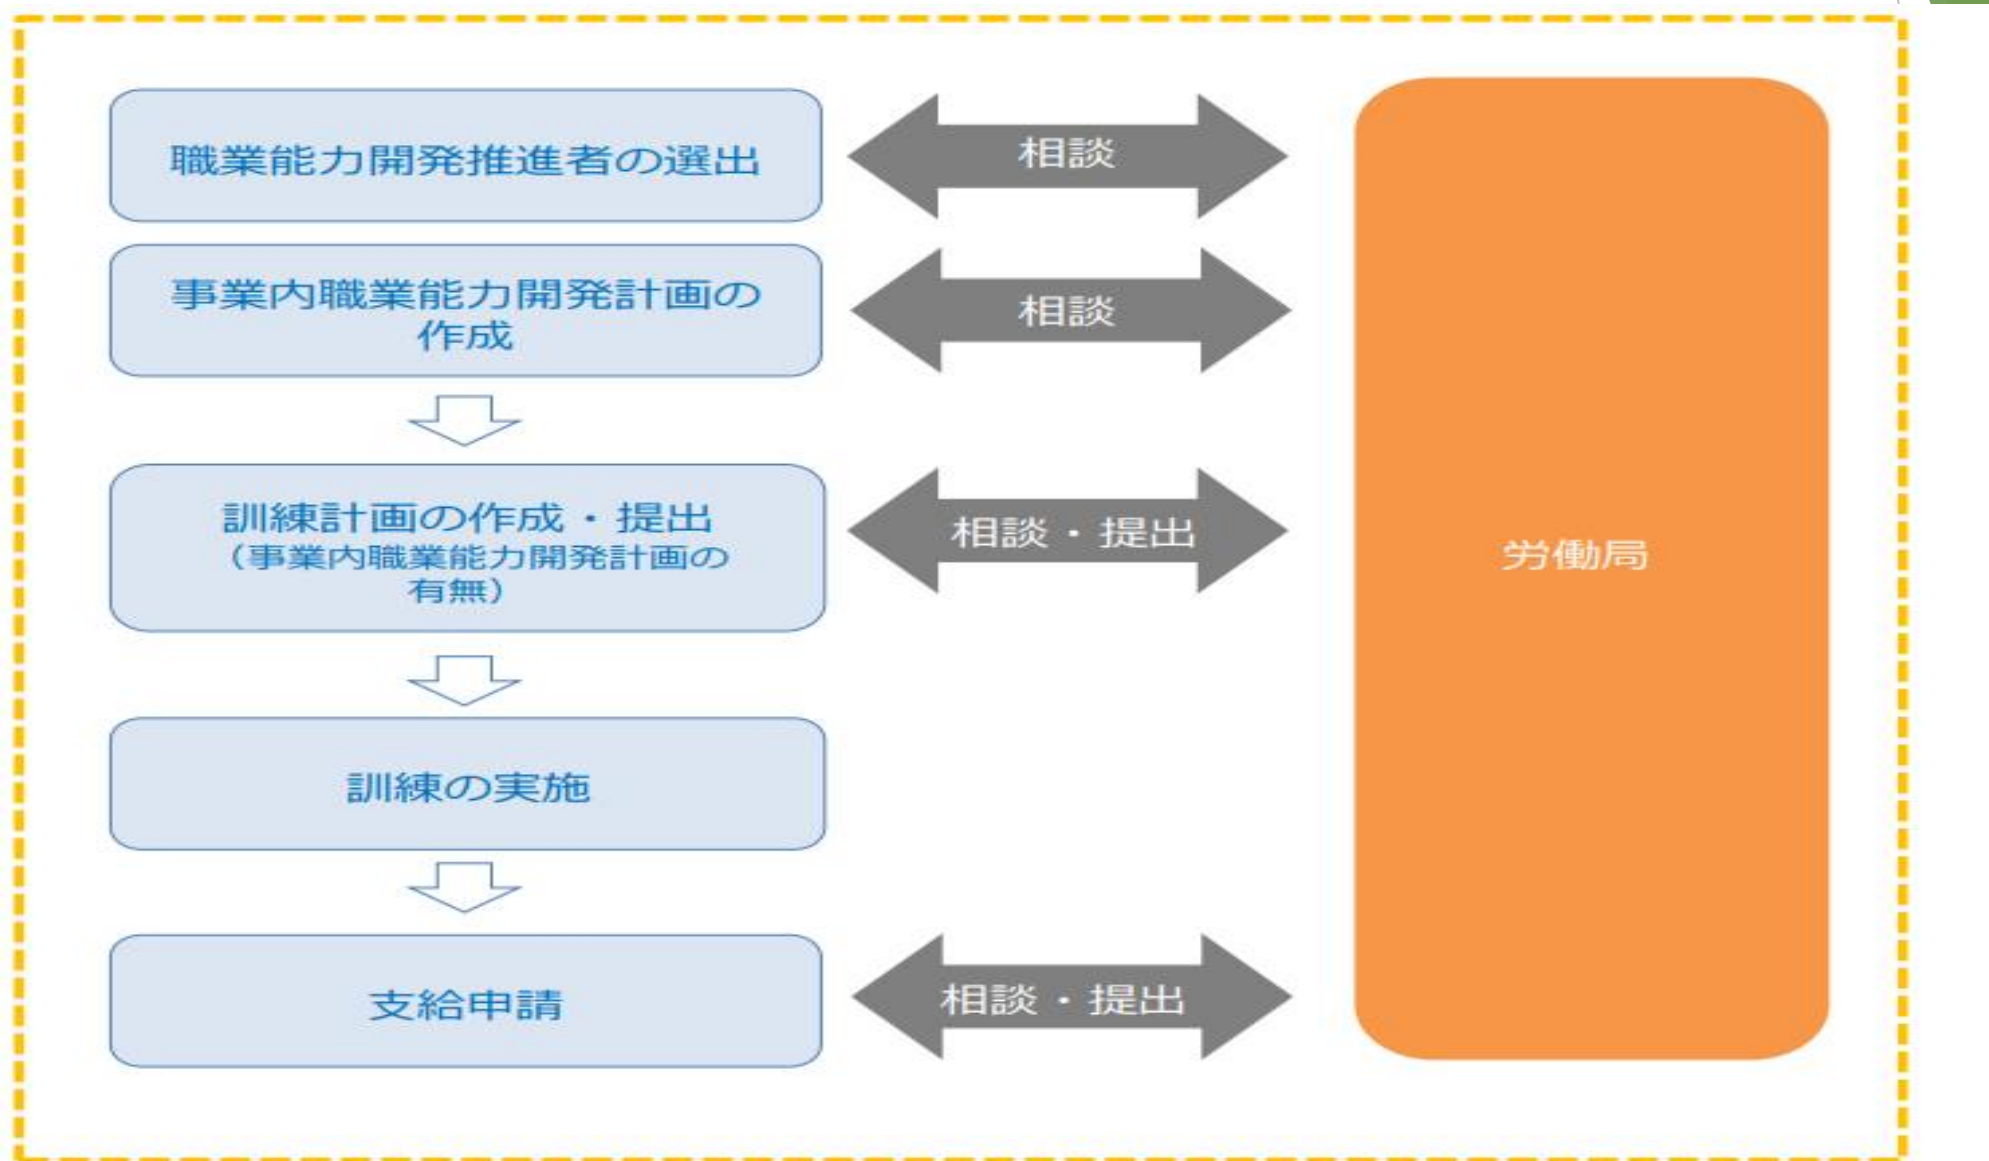 職業能力開発推進者の選出
相談
事業内職業能力開発計画の
作成
相談
訓練計画の作成・提出
（事業内職業能力開発計画の
有無）
相談・提出
労働局
訓練の実施
支給申請
相談・提出